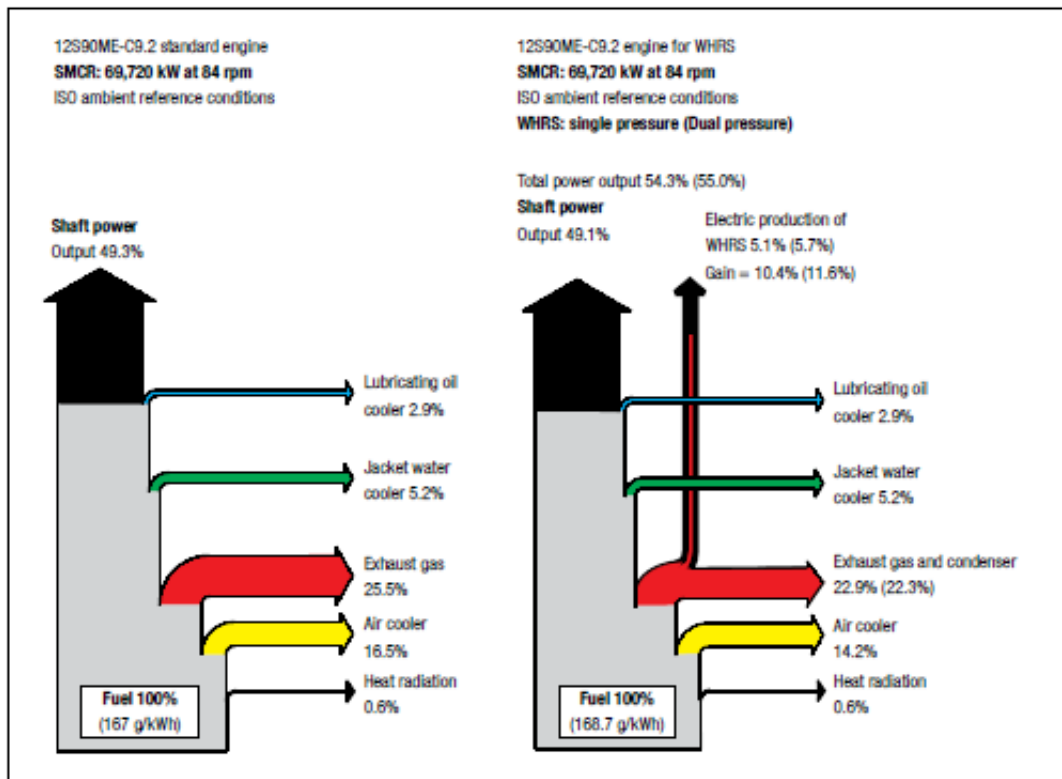 12S90ME-C9.2 standard engine
SMCR: 69,720 kW at 84 rpm
ISO ambient reference conditions
Shaft power
Output 49.3%
Lubricating oil
cooler 2.9%
Jacket water
cooler 5.2%
Exhaust gas
25.5%
Air cooler
16.5%
Heat radiation
0.6%
Fuel 100%
(167 g/kWh)
12S90ME-C9.2 engine for WHRS
SMCR: 69,720 kW at 84 rpm
ISO ambient reference conditions
WHRS: single pressure (Dual pressure)
Total power output 54.3% (55.0%)
Shaft power
Output 49.1%
Electric production of
WHRS 5.1% (5.7%)
Gain = 10.4% (11.6%)
Lubricating oil
cooler 2.9%
Jacket water
cooler 5.2%
Exhaust gas and condenser
22.9% (22.3%)
Air cooler
14.2%
Heat radiation
0.6%
Fuel 100%
(168.7 g/kWh)